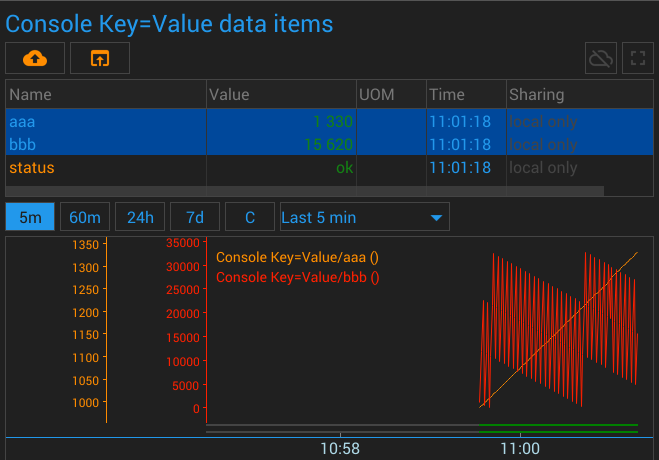 Console Key=Value data items
Name Value UOM Time Sharing
aaa 1 330 11:01:18 local only
bbb 15 620 11:01:18 local only
status ok 11:01:18 local only
5m 60m 24h 7d C Last 5 min
1350
1300
1250
1200
1150
1100
1050
1000
35000
30000
25000
20000
15000
10000
5000
0
Console Key=Value/aaa ()
Console Key=Value/bbb ()
10:58 11:00